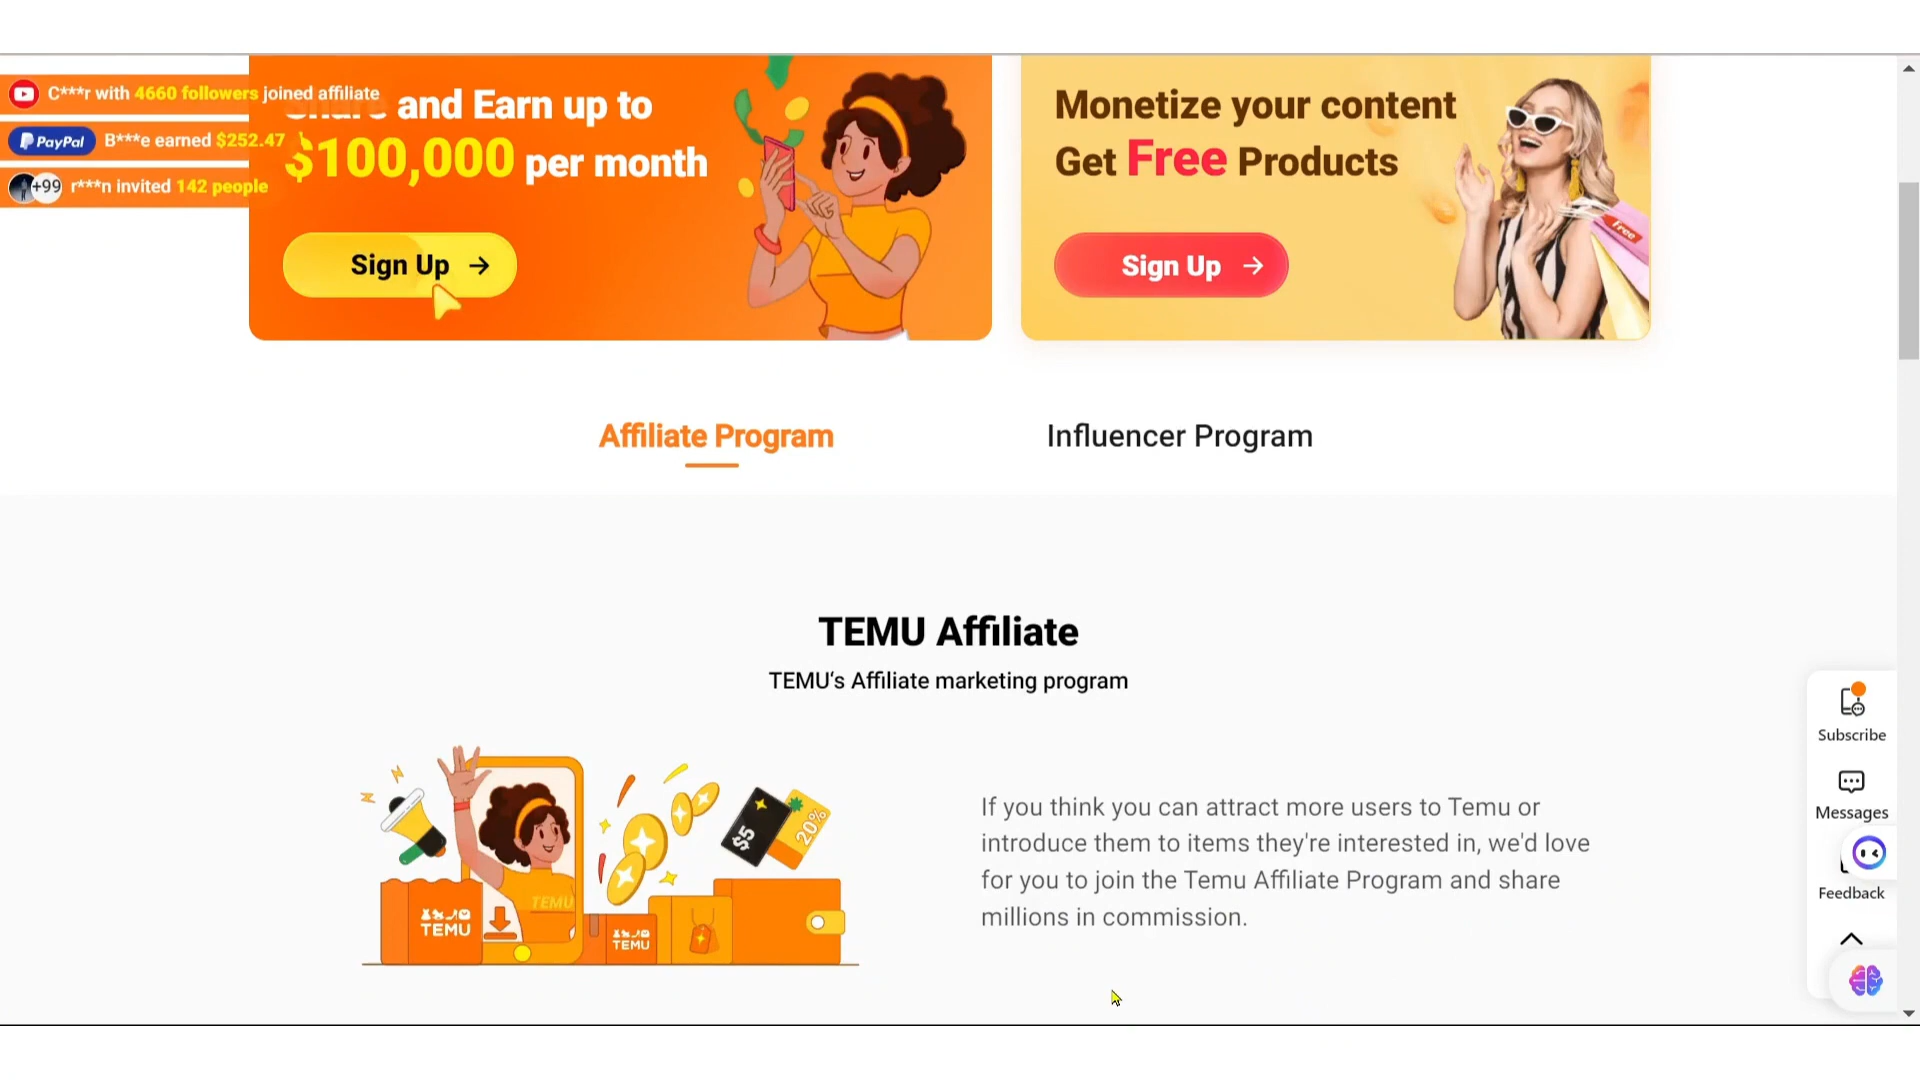 C***r with 4660 followers joined affiliate
PayPal B***e earned $252.47
+99 r***n invited 142 people
Share and Earn up to
$100,000 per month
Sign Up →
Monetize your content
Get Free Products
Sign Up →
Free
Affiliate Program
Influencer Program
TEMU Affiliate
TEMU‘s Affiliate marketing program
$5
20%
TEMU
TEMU
TEMU
If you think you can attract more users to Temu or
introduce them to items they're interested in, we'd love
for you to join the Temu Affiliate Program and share
millions in commission.
Subscribe
Messages
Feedback